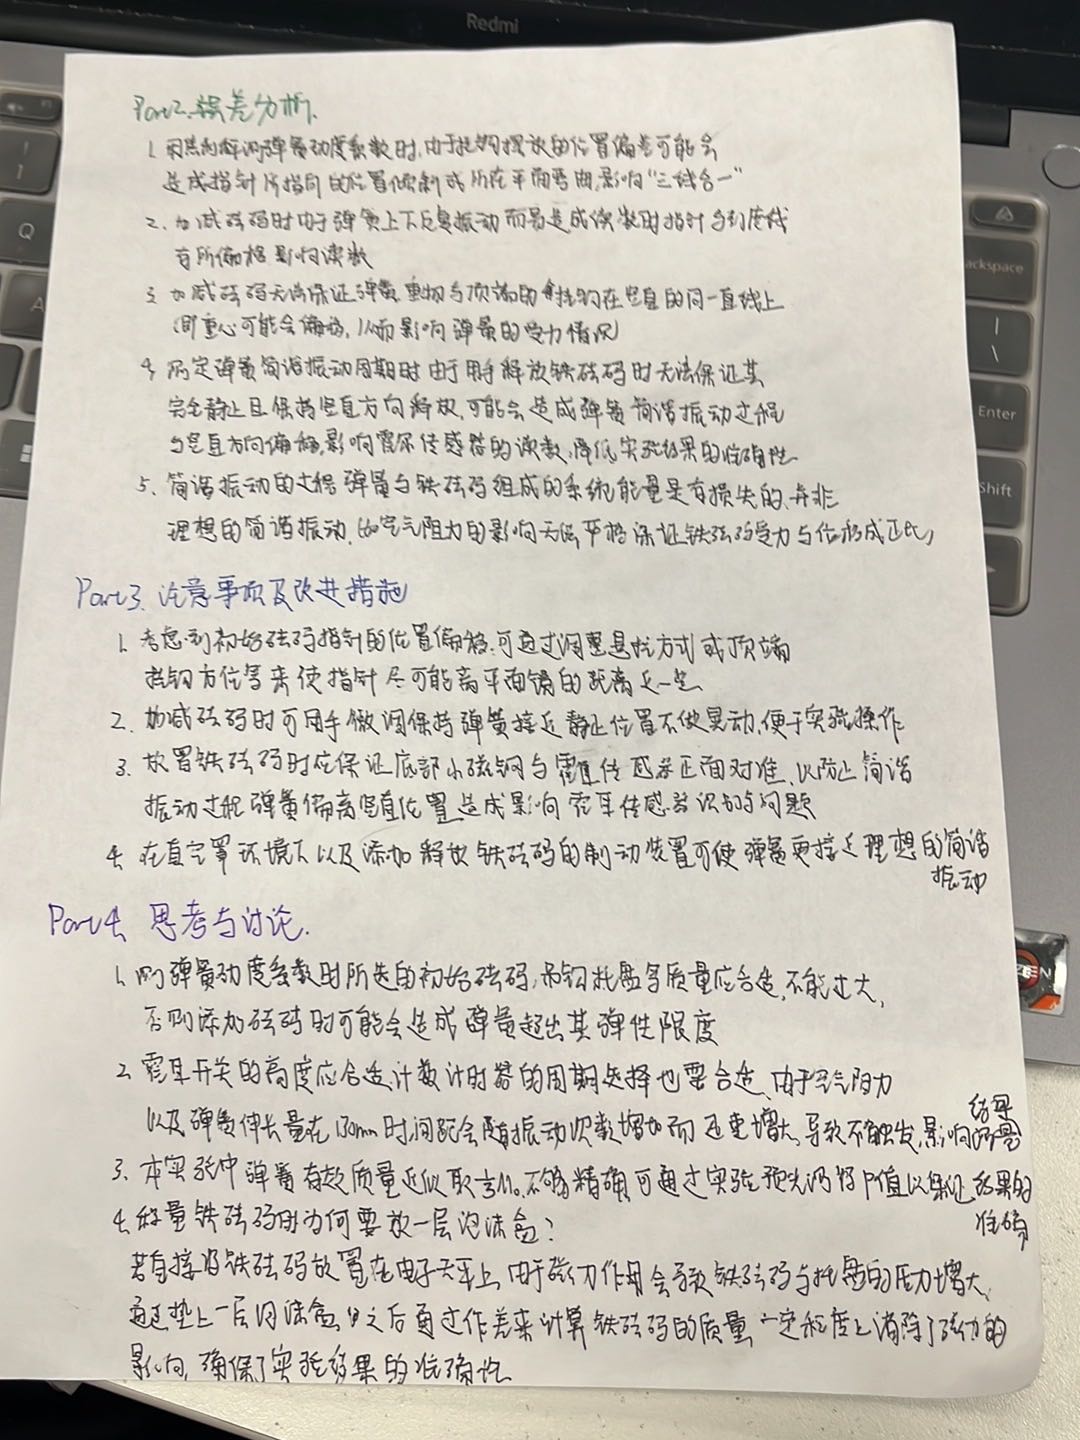 Redmi
Part2.误差分析.
1. 用焦利秤测弹簧劲度系数时,由于挂钩摆放的位置偏差可能会
造成指针所指向的位置倾斜或所在平面弯曲,影响"三线合一"
2. 加减砝码时由于弹簧上下反复振动而易造成读数时指针与刻度线
有所偏移影响读数
3. 加减砝码无法保证弹簧,重物与顶端的挂钩在竖直的同一直线上
(即重心可能会偏移,从而影响弹簧的受力情况)
4. 测定弹簧简谐振动周期时由于用手释放铁砝码时无法保证其
完全静止且保持竖直方向释放,可能会造成弹簧简谐振动过程
与竖直方向偏移,影响霍尔传感器的读数,降低实验结果的准确性
5. 简谐振动的过程弹簧与铁砝码组成的系统能量是有损失的,并非
理想的简谐振动,(如空气阻力的影响无法严格保证铁砝码受力与位移成正比)
Part3. 注意事项及改进措施
1. 考虑到初始砝码指针的位置偏移,可通过调整悬挂方式或顶端
挂钩方位等来使指针尽可能离平面镜的距离近一些
2. 加减砝码时可用手微调保持弹簧接近静止位置不做晃动,便于实验操作
3. 放置铁砝码时应保证底部小磁钢与霍耳传感器正面对准,以防止简谐
振动过程弹簧偏离竖直位置造成影响霍耳传感器识别与问题
4. 在真空罩环境下以及添加释放铁砝码的制动装置可使弹簧更接近理想的简谐
振动
Part4. 思考与讨论.
1. 测弹簧劲度系数时所选的初始砝码,吊钩托盘等质量应合适,不能过大,
否则添加砝码时可能会造成弹簧超出其弹性限度
2. 霍耳开关的高度应合适,计数计时器的周期选择也要合适,由于空气阻力
以及弹簧伸长量在 mm时,间距会随振动次数增加而 增大,导致不触发,影响结果
3. 本实验中弹簧有效质量近似取⅓M。不够精确,可通过实验预先测得P值以保证结果的
准确
4. 称量铁砝码时为何要放一层泡沫盒?
若直接将铁砝码放置在电子天平上,由于磁力作用会导致铁砝码与托盘的压力增大,
通过垫上一层泡沫盒,之后通过作差来计算铁砝码的质量,一定程度上消除了磁力的
影响,确保了实验结果的准确性
Q
A
Backspace
Enter
Shift